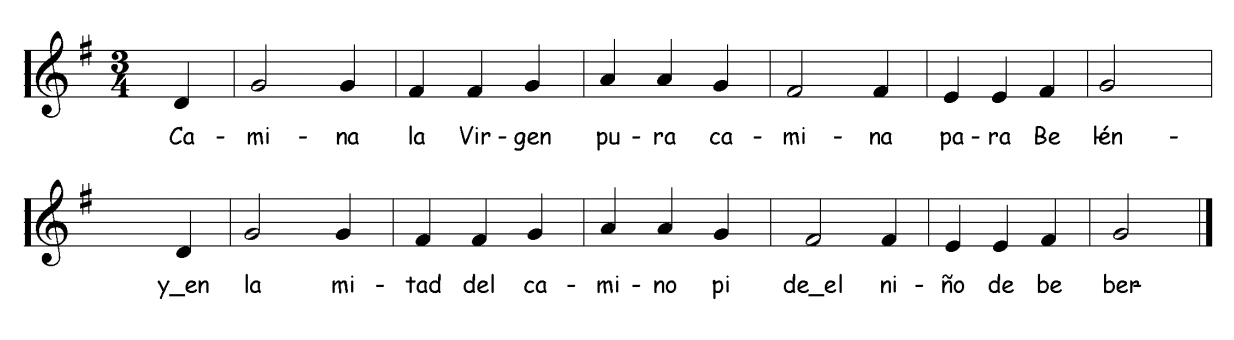 3
4
Ca - mi - na la Vir - gen pu - ra ca - mi - na pa - ra Be lén -
y_en la mi - tad del ca - mi - no pi de_el ni - ño de be ber-